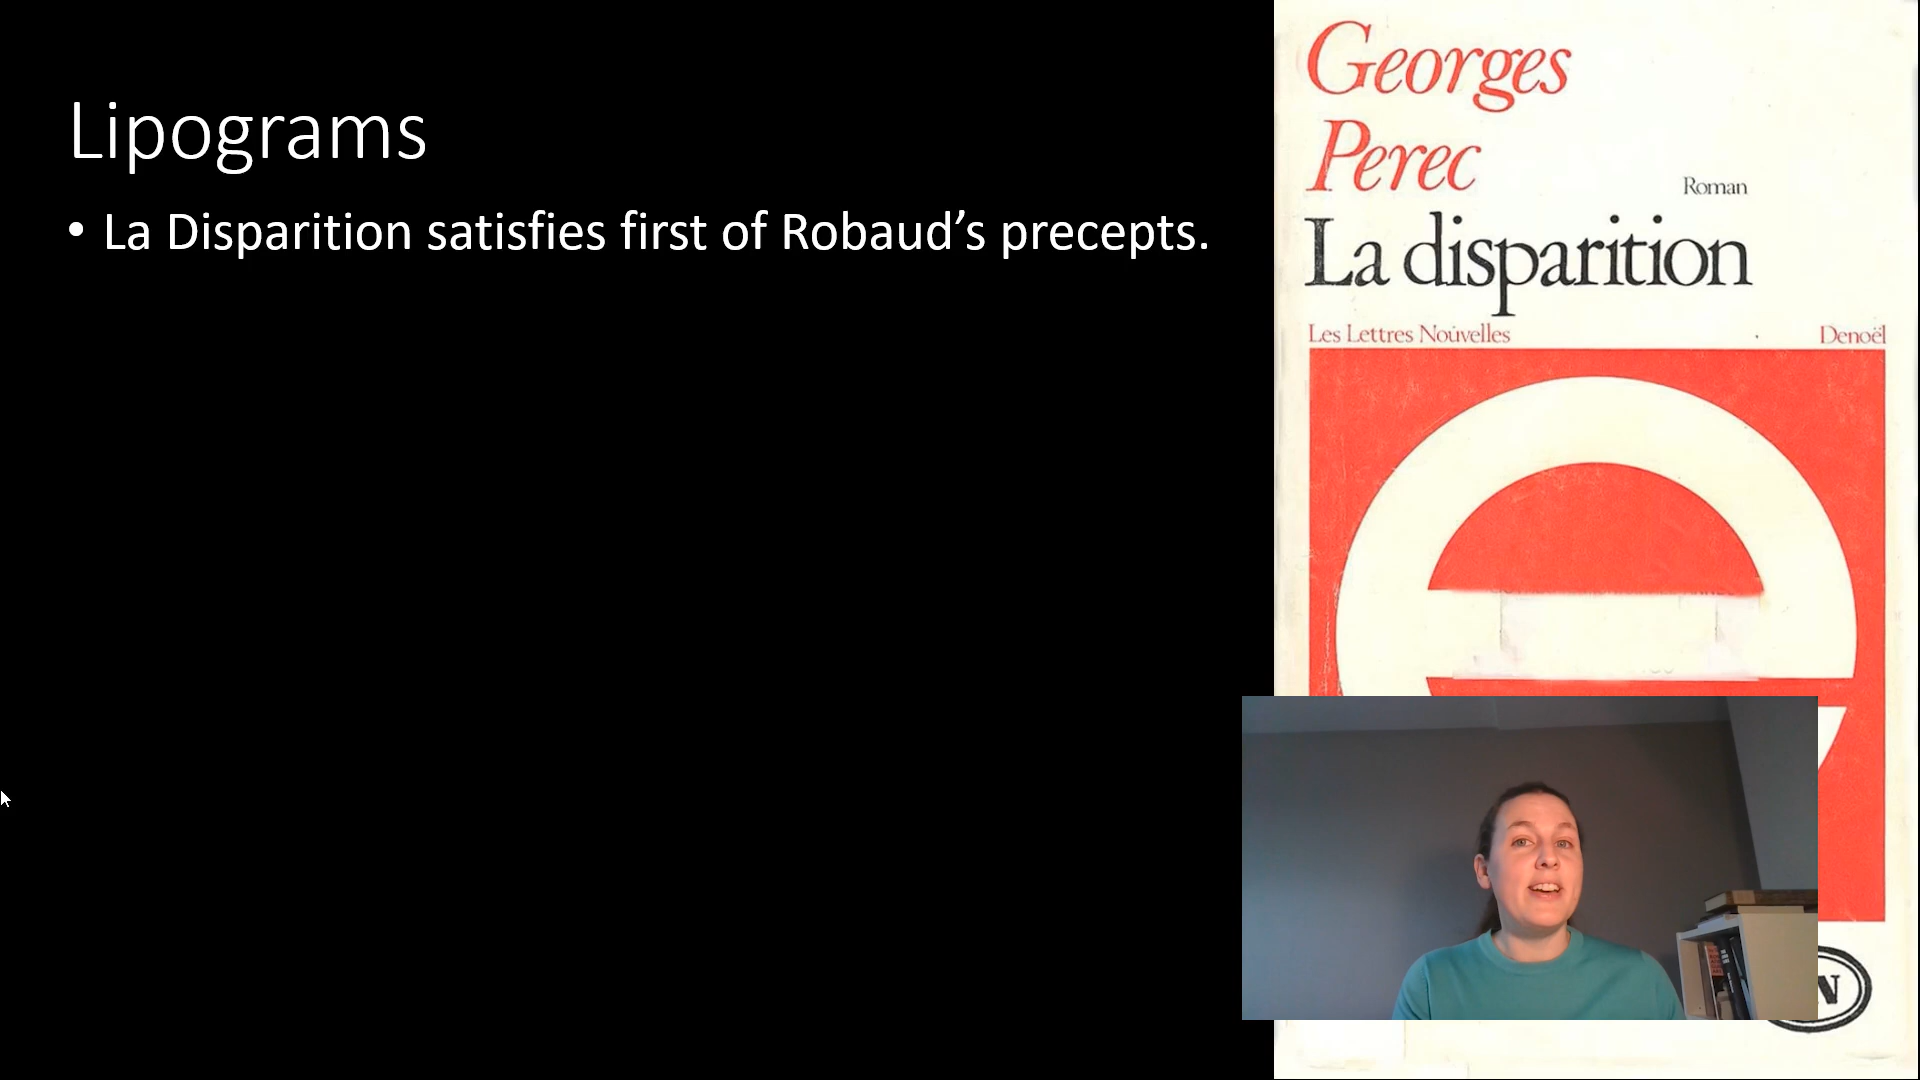 Lipograms
• La Disparition satisfies first of Robaud’s precepts.
Georges
Perec
Roman
La disparition
Les Lettres Nouvelles
Denoël
e
N